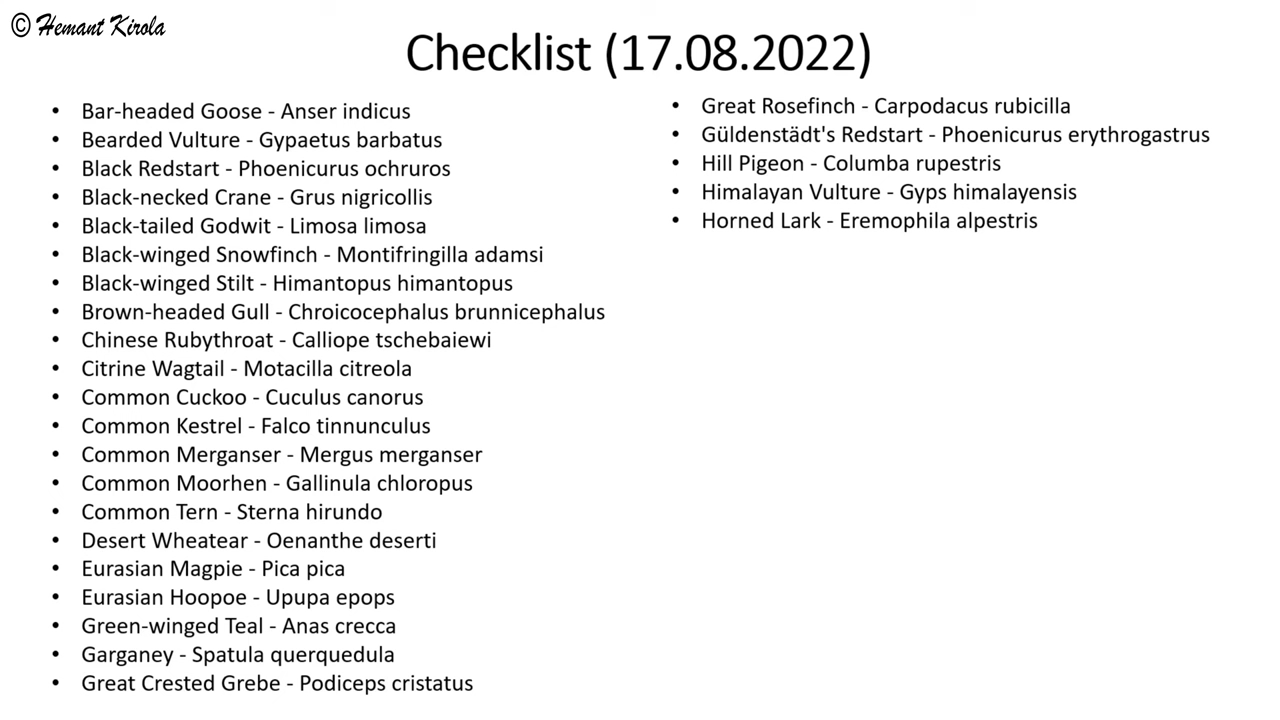 © Hemant Kirola
Checklist (17.08.2022)
• Bar-headed Goose - Anser indicus
• Bearded Vulture - Gypaetus barbatus
• Black Redstart - Phoenicurus ochruros
• Black-necked Crane - Grus nigricollis
• Black-tailed Godwit - Limosa limosa
• Black-winged Snowfinch - Montifringilla adamsi
• Black-winged Stilt - Himantopus himantopus
• Brown-headed Gull - Chroicocephalus brunnicephalus
• Chinese Rubythroat - Calliope tschebaiewi
• Citrine Wagtail - Motacilla citreola
• Common Cuckoo - Cuculus canorus
• Common Kestrel - Falco tinnunculus
• Common Merganser - Mergus merganser
• Common Moorhen - Gallinula chloropus
• Common Tern - Sterna hirundo
• Desert Wheatear - Oenanthe deserti
• Eurasian Magpie - Pica pica
• Eurasian Hoopoe - Upupa epops
• Green-winged Teal - Anas crecca
• Garganey - Spatula querquedula
• Great Crested Grebe - Podiceps cristatus
• Great Rosefinch - Carpodacus rubicilla
• Güldenstädt's Redstart - Phoenicurus erythrogastrus
• Hill Pigeon - Columba rupestris
• Himalayan Vulture - Gyps himalayensis
• Horned Lark - Eremophila alpestris